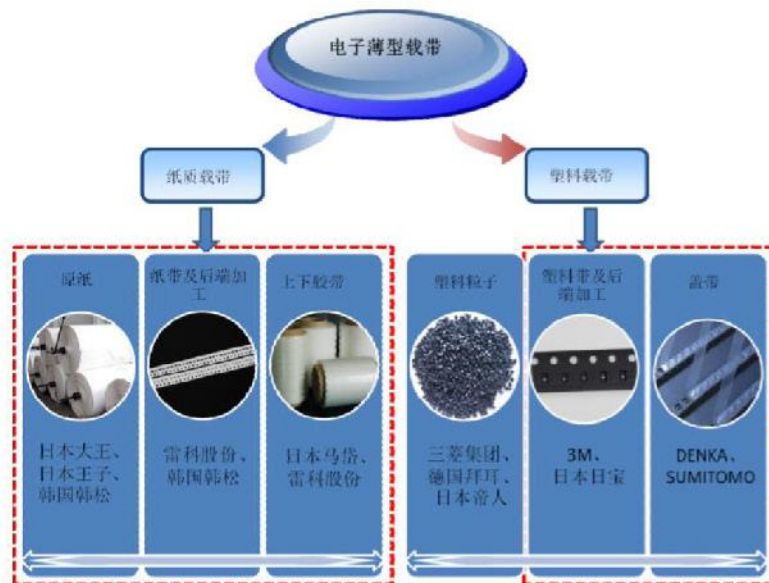 电子薄型载带
纸质载带
塑料载带
原纸
纸带及后端加
工
上下胶带
塑料粒子
塑料带及后
端加工
盖带
日本大王、
日本王子、
韩国韩松
雷科股份、
韩国韩松
日本马岱、
雷科股份
三菱集团、
德国拜耳、
日本帝人
3M、
日本日宝
DENKA、
SUMITOMO